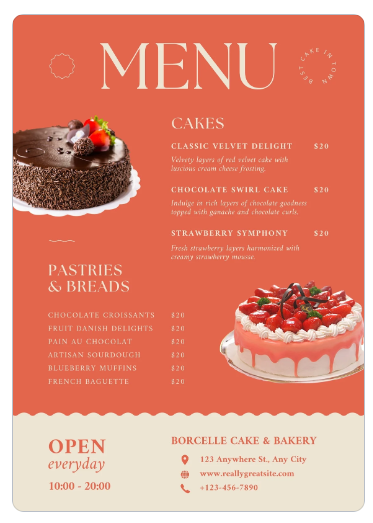 MENU
BEST CAKE IN TOWN
CAKES
CLASSIC VELVET DELIGHT $20
Velvety layers of red velvet cake with
luscious cream cheese frosting.
CHOCOLATE SWIRL CAKE $20
Indulge in rich layers of chocolate goodness
topped with ganache and chocolate curls.
STRAWBERRY SYMPHONY $20
Fresh strawberry layers harmonized with
creamy strawberry mousse.
PASTRIES
& BREADS
CHOCOLATE CROISSANTS $20
FRUIT DANISH DELIGHTS $20
PAIN AU CHOCOLAT $20
ARTISAN SOURDOUGH $20
BLUEBERRY MUFFINS $20
FRENCH BAGUETTE $20
OPEN
everyday
10:00 - 20:00
BORCELLE CAKE & BAKERY
123 Anywhere St., Any City
www.reallygreatsite.com
+123-456-7890